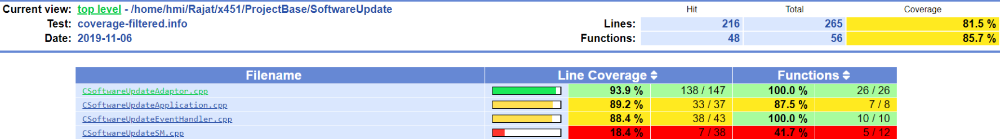 Current view: top level - /home/hmi/Rajat/x451/ProjectBase/SoftwareUpdate Hit Total Coverage
Test: coverage-filtered.info Lines: 216 265 81.5 %
Date: 2019-11-06 Functions: 48 56 85.7 %
Filename Line Coverage Functions
CSoftwareUpdateAdaptor.cpp 93.9 % 138 / 147 100.0 % 26 / 26
CSoftwareUpdateApplication.cpp 89.2 % 33 / 37 87.5 % 7 / 8
CSoftwareUpdateEventHandler.cpp 88.4 % 38 / 43 100.0 % 10 / 10
CSoftwareUpdateSM.cpp 18.4 % 7 / 38 41.7 % 5 / 12